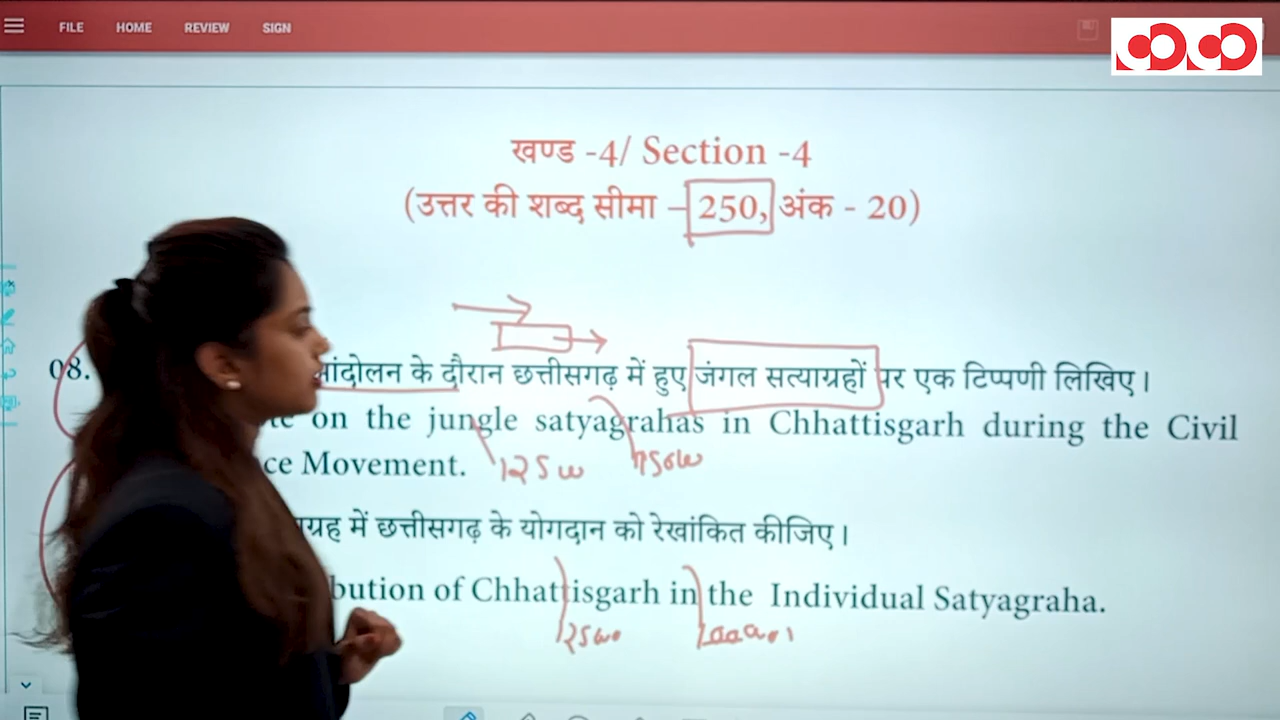 FILE HOME REVIEW SIGN
खण्ड -4/ Section -4
(उत्तर की शब्द सीमा – 250, अंक - 20)
08. आंदोलन के दौरान छत्तीसगढ़ में हुए जंगल सत्याग्रहों पर एक टिप्पणी लिखिए।
on the jungle satyagrahas in Chhattisgarh during the Civil
ce Movement.
125w 750w
ग्रह में छत्तीसगढ़ के योगदान को रेखांकित कीजिए।
bution of Chhattisgarh in the Individual Satyagraha.